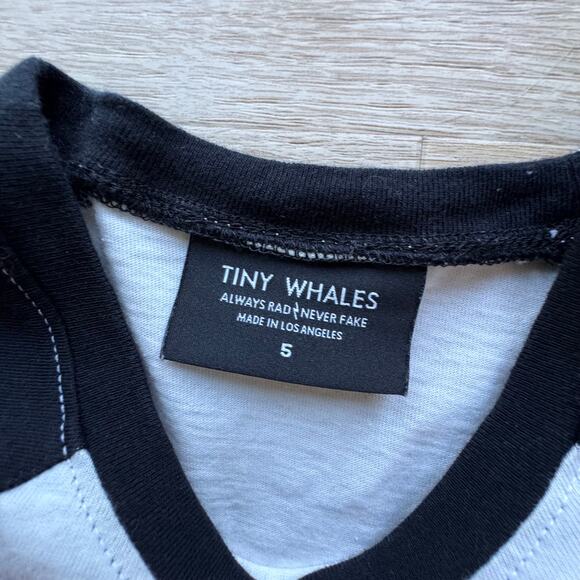 TINY WHALES
ALWAYS RAD NEVER FAKE
MADE IN LOS ANGELES
5